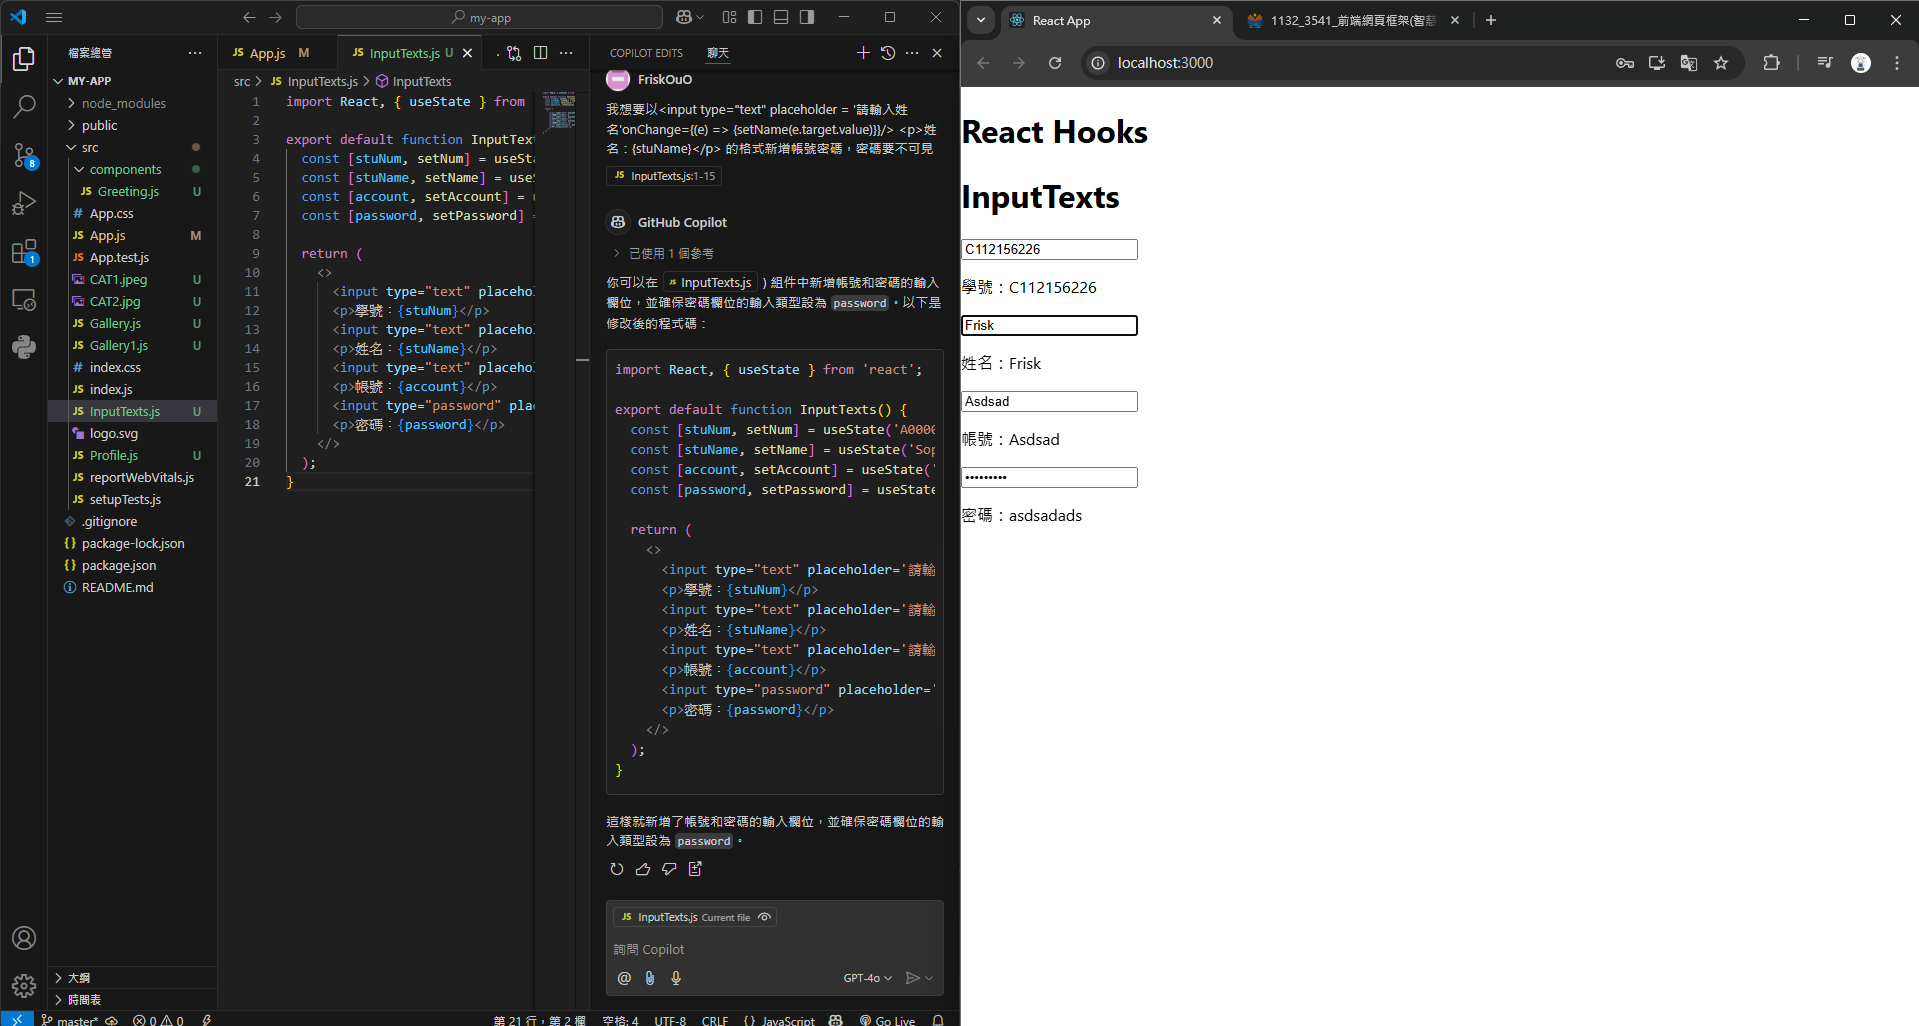 my-app
檔案總管
MY-APP
node_modules
public
src
components
Greeting.js U
App.css
App.js M
App.test.js
CAT1.jpeg U
CAT2.jpg U
Gallery.js U
Gallery1.js U
index.css
index.js
InputTexts.js U
logo.svg
Profile.js U
reportWebVitals.js
setupTests.js
.gitignore
package-lock.json
package.json
README.md
大綱
時間表
8
1
App.js M
InputTexts.js U
src > InputTexts.js > InputTexts
1 import React, { useState } from
2
3 export default function InputText
4 const [stuNum, setNum] = useSta
5 const [stuName, setName] = use
6 const [account, setAccount] =
7 const [password, setPassword] =
8
9 return (
10 <>
11 <input type="text" placehol
12 <p>學號：{stuNum}</p>
13 <input type="text" placehol
14 <p>姓名：{stuName}</p>
15 <input type="text" placehol
16 <p>帳號：{account}</p>
17 <input type="password" plac
18 <p>密碼：{password}</p>
19 </>
20 );
21 }
COPILOT EDITS 聊天
FriskOuO
我想要以<input type="text" placeholder = '請輸入姓
名'onChange={(e) => {setName(e.target.value)}}/> <p>姓
名：{stuName}</p> 的格式新增帳號密碼，密碼要不可見
InputTexts.js:1-15
GitHub Copilot
已使用 1 個參考
你可以在 InputTexts.js ) 組件中新增帳號和密碼的輸入
欄位，並確保密碼欄位的輸入類型設為 password。以下是
修改後的程式碼：
import React, { useState } from 'react';
export default function InputTexts() {
const [stuNum, setNum] = useState('A000
const [stuName, setName] = useState('Sop
const [account, setAccount] = useState('
const [password, setPassword] = useState
return (
<>
<input type="text" placeholder='請輸
<p>學號：{stuNum}</p>
<input type="text" placeholder='請輸
<p>姓名：{stuName}</p>
<input type="text" placeholder='請輸
<p>帳號：{account}</p>
<input type="password" placeholder='
<p>密碼：{password}</p>
</>
);
}
這樣就新增了帳號和密碼的輸入欄位，並確保密碼欄位的輸
入類型設為 password。
InputTexts.js Current file
詢問 Copilot
GPT-4o
master* 0 0
第 21 行，第 2 欄 空格: 4 UTF-8 CRLF {} JavaScript Go Live
React App
1132_3541_前端網頁框架(智慧
localhost:3000
React Hooks
InputTexts
C112156226
學號：C112156226
Frisk
姓名：Frisk
Asdsad
帳號：Asdsad
•••••••••
密碼：asdsadads